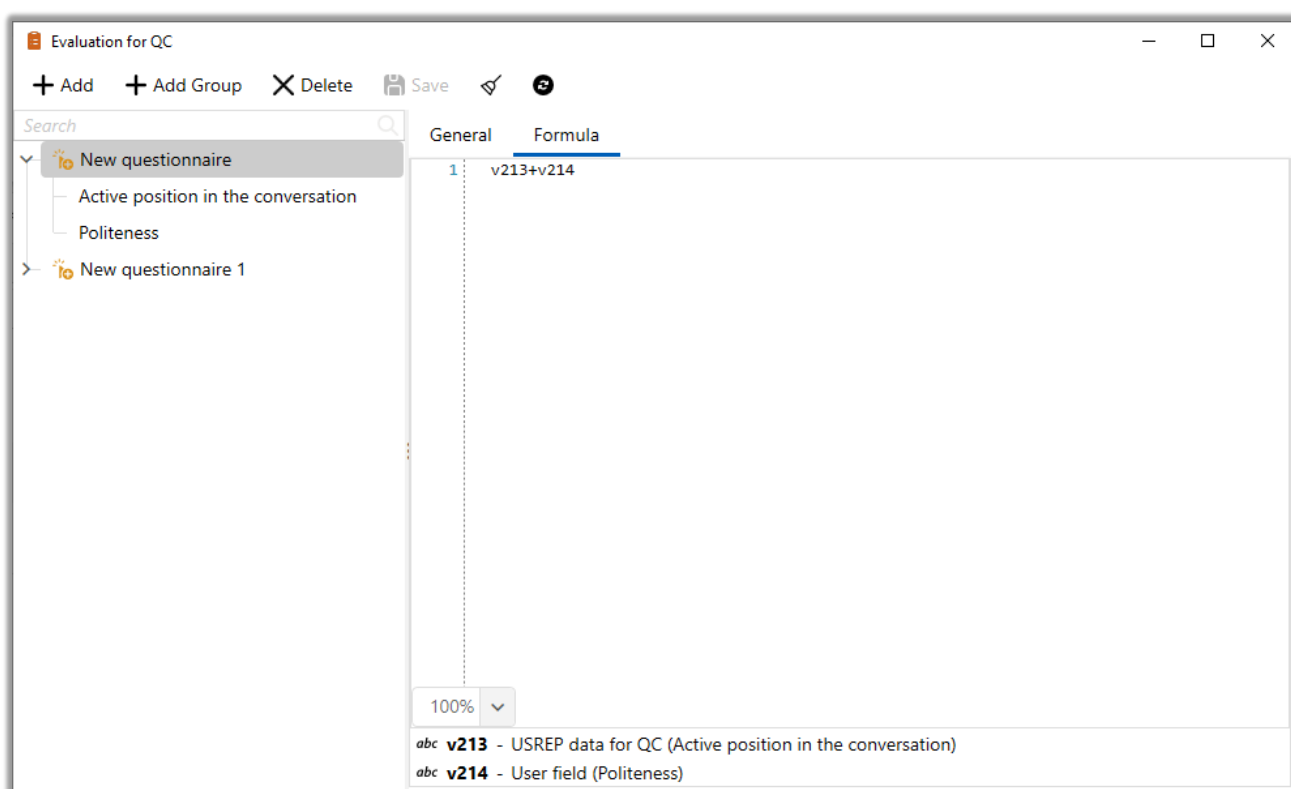 Evaluation for QC
Add Add Group Delete Save
Search
General Formula
New questionnaire
1 v213+v214
Active position in the conversation
Politeness
New questionnaire 1
100%
abc v213 - USREP data for QC (Active position in the conversation)
abc v214 - User field (Politeness)